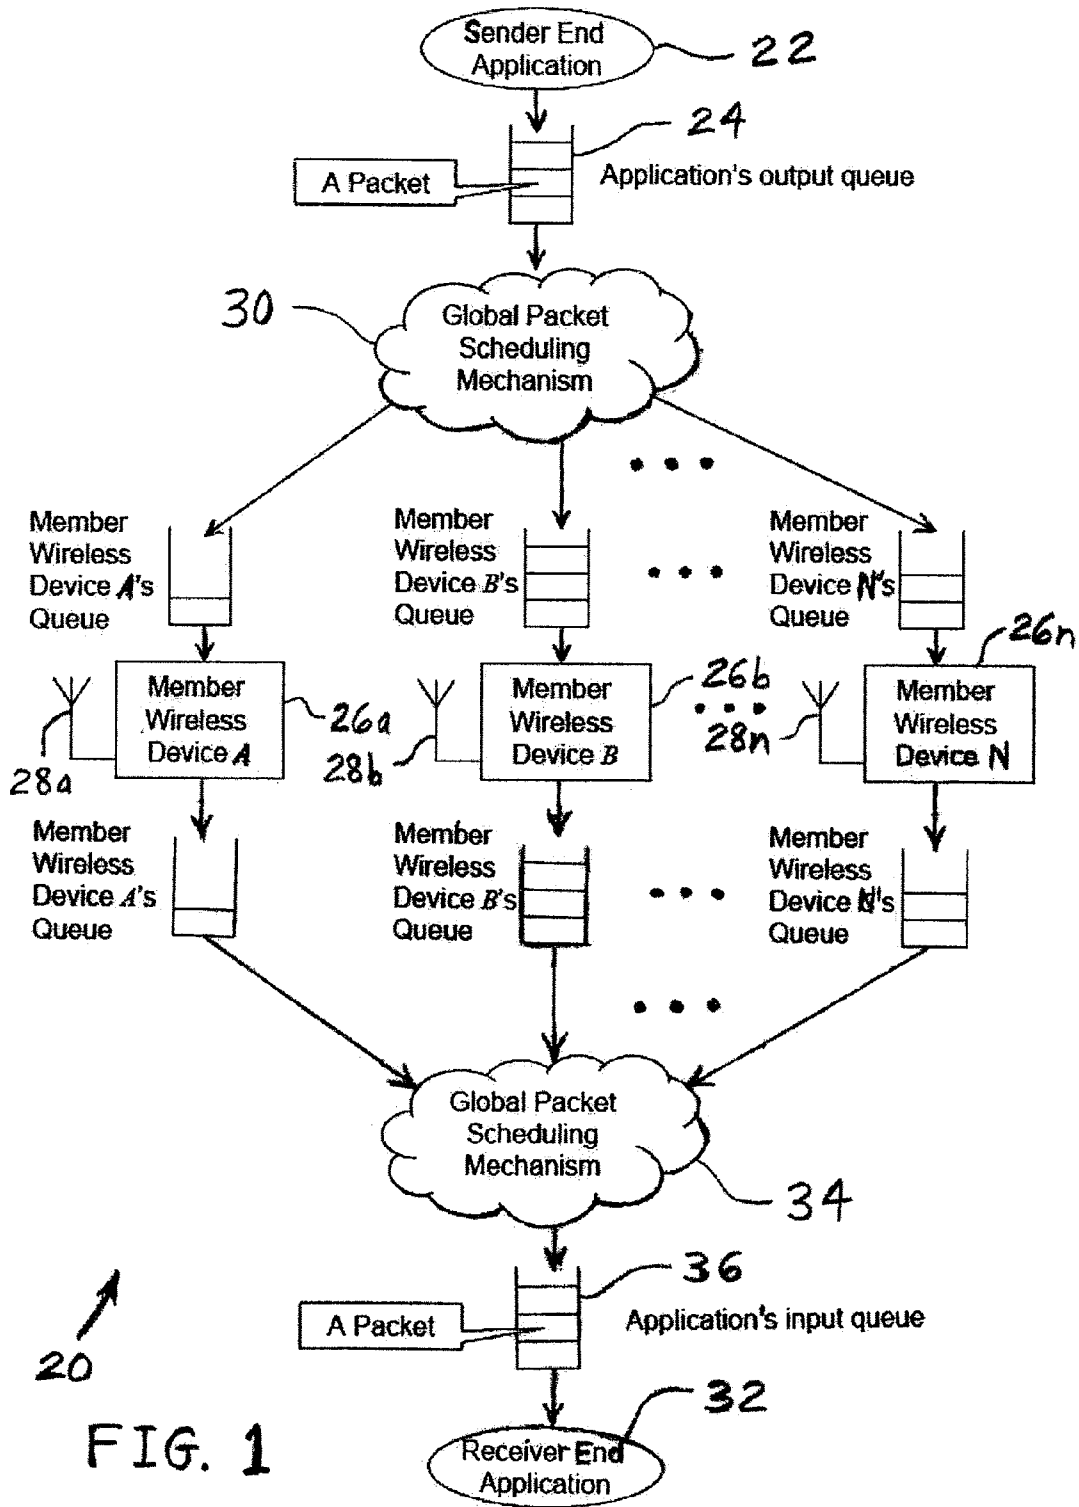 Sender End
Application
22
24
A Packet
Application's output queue
30
Global Packet
Scheduling
Mechanism
Member
Wireless
Device A's
Queue
Member
Wireless
Device B's
Queue
Member
Wireless
Device N's
Queue
26n
Member
Wireless
Device A
26a
28a
Member
Wireless
Device B
26b
28b
Member
Wireless
Device N
28n
Member
Wireless
Device A's
Queue
Member
Wireless
Device B's
Queue
Member
Wireless
Device N's
Queue
Global Packet
Scheduling
Mechanism
34
36
A Packet
Application's input queue
20
32
Receiver End
Application
FIG. 1